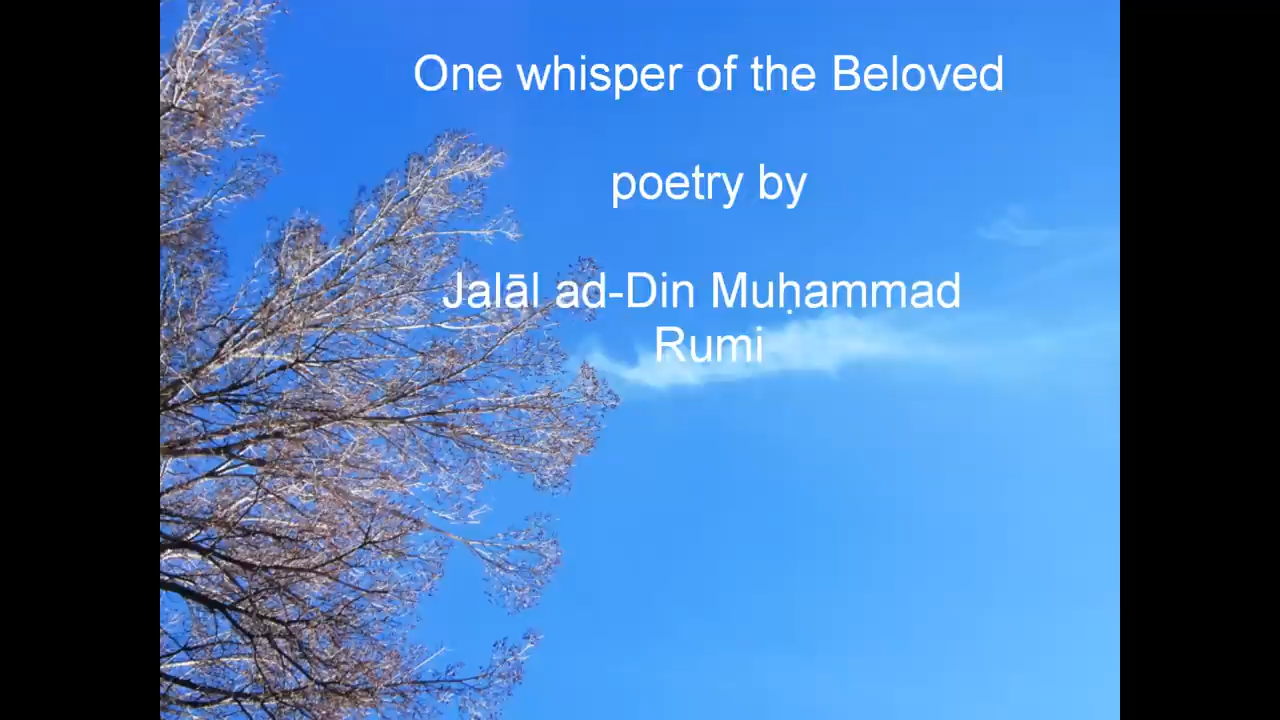 One whisper of the Beloved
poetry by
Jalāl ad-Din Muḥammad
Rumi